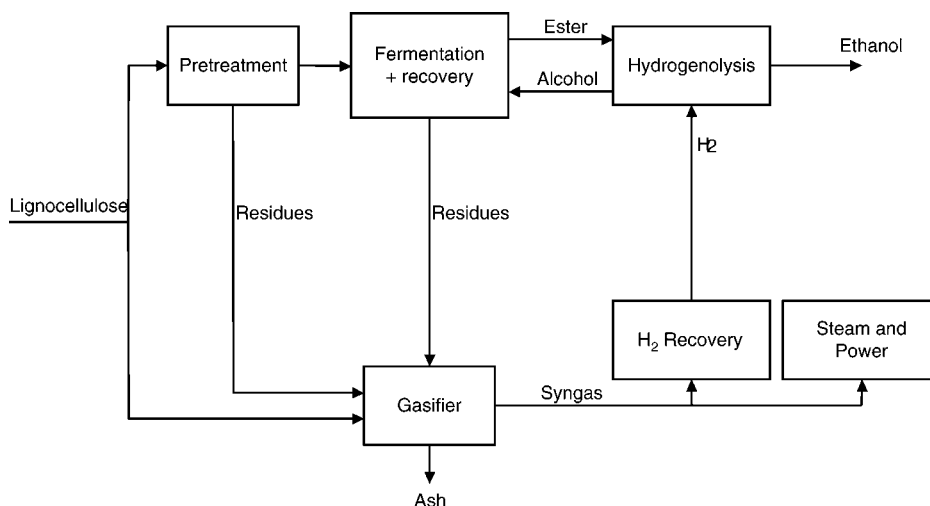 Ester
Ethanol
Pretreatment
Fermentation
+ recovery
Hydrogenolysis
Alcohol
H2
Lignocellulose
Residues
Residues
H₂ Recovery
Steam and
Power
Syngas
Gasifier
Ash